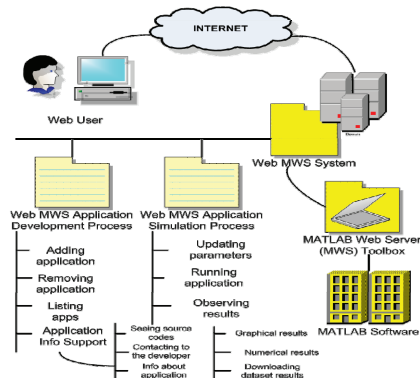 INTERNET
Web User
Web MWS System
Web MWS Application
Development Process
Web MWS Application
Simulation Process
MATLAB Web Server
(MWS) Toolbox
MATLAB Software
Adding
application
Removing
application
Listing
apps
Application
Info Support
Updating
parameters
Running
application
Observing
results
Seeing source
codes
Contacting to
the developer
Info about
application
Graphical results
Numerical results
Downloading
dataset results